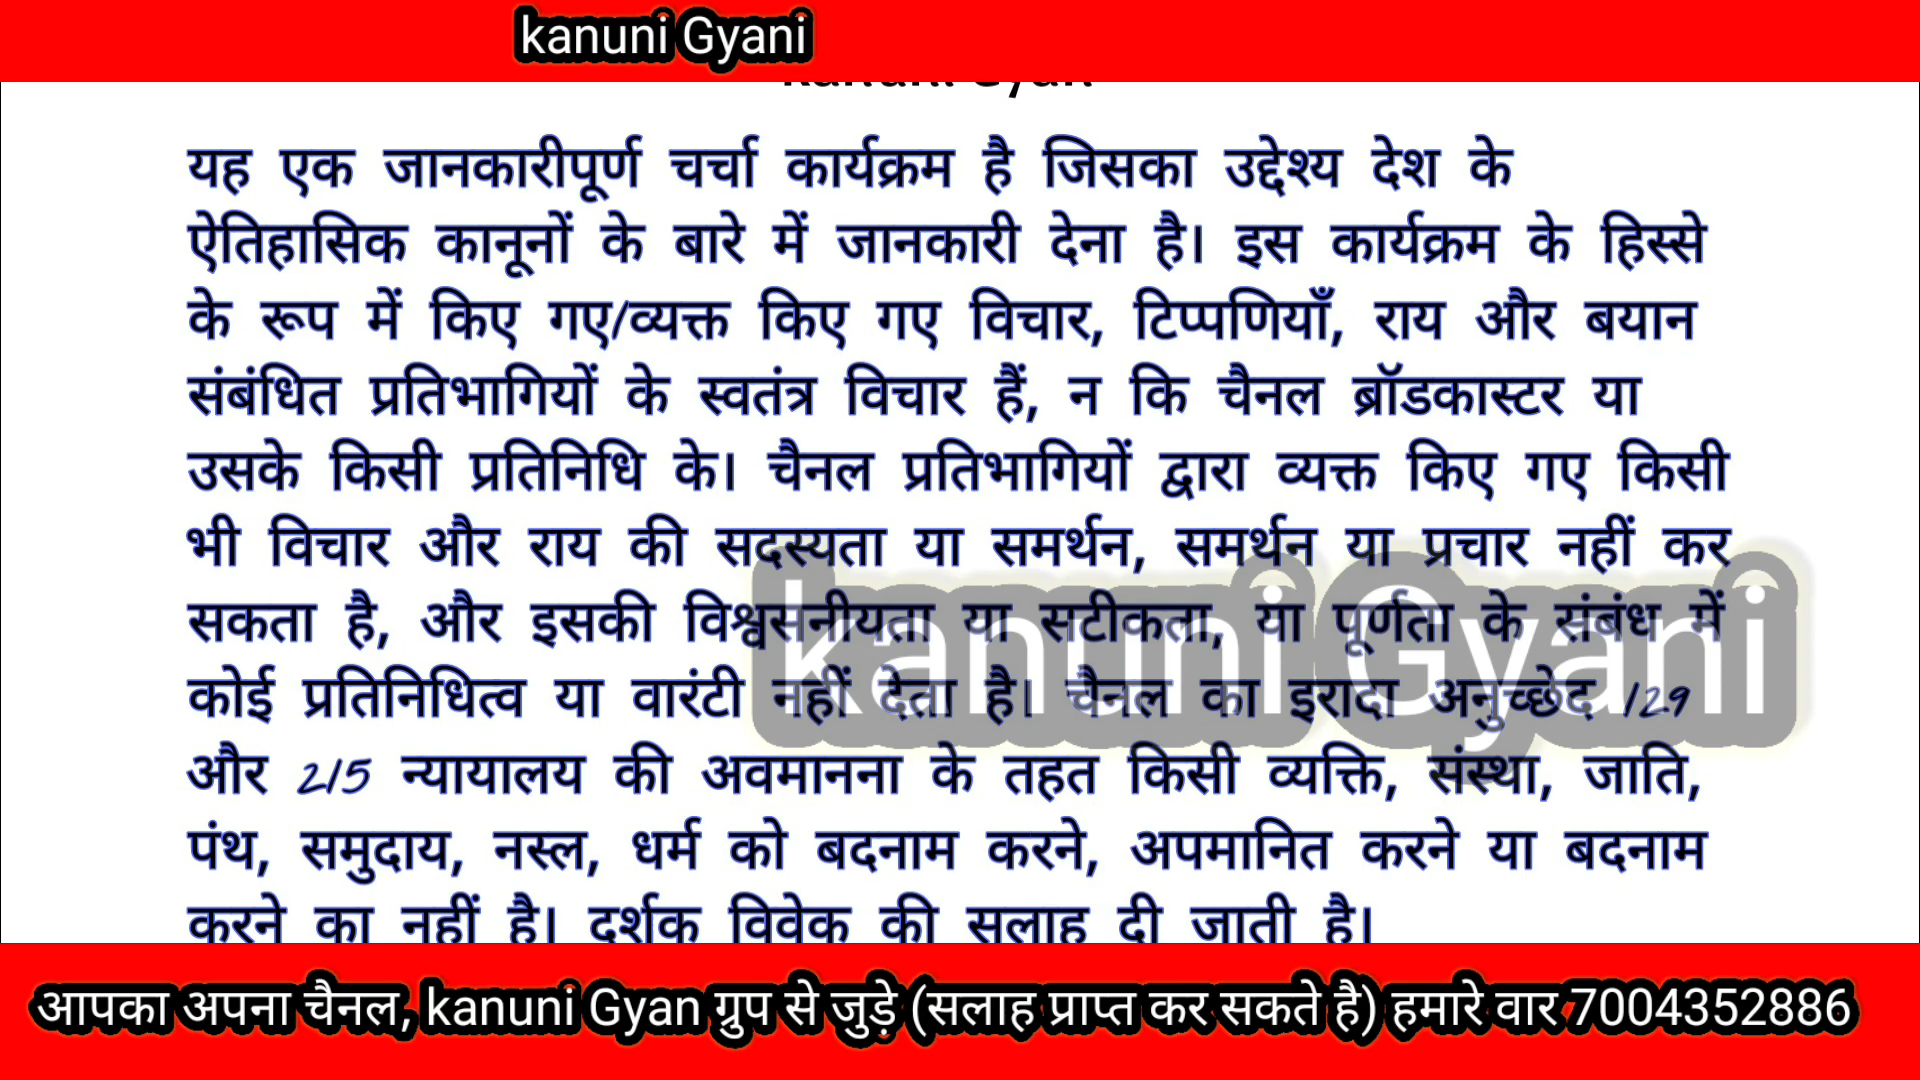 kanuni Gyani
kanuni Gyan
यह एक जानकारीपूर्ण चर्चा कार्यक्रम है जिसका उद्देश्य देश के
ऐतिहासिक कानूनों के बारे में जानकारी देना है। इस कार्यक्रम के हिस्से
के रूप में किए गए/व्यक्त किए गए विचार, टिप्पणियाँ, राय और बयान
संबंधित प्रतिभागियों के स्वतंत्र विचार हैं, न कि चैनल ब्रॉडकास्टर या
उसके किसी प्रतिनिधि के। चैनल प्रतिभागियों द्वारा व्यक्त किए गए किसी
भी विचार और राय की सदस्यता या समर्थन, समर्थन या प्रचार नहीं कर
सकता है, और इसकी विश्वसनीयता या सटीकता, या पूर्णता के संबंध में
कोई प्रतिनिधित्व या वारंटी नहीं देता है। चैनल का इरादा अनुच्छेद 129
और 215 न्यायालय की अवमानना के तहत किसी व्यक्ति, संस्था, जाति,
पंथ, समुदाय, नस्ल, धर्म को बदनाम करने, अपमानित करने या बदनाम
करने का नहीं है। दर्शक विवेक की सलाह दी जाती है।
kanuni Gyani
आपका अपना चैनल, kanuni Gyan ग्रुप से जुड़े (सलाह प्राप्त कर सकते है) हमारे वार 7004352886